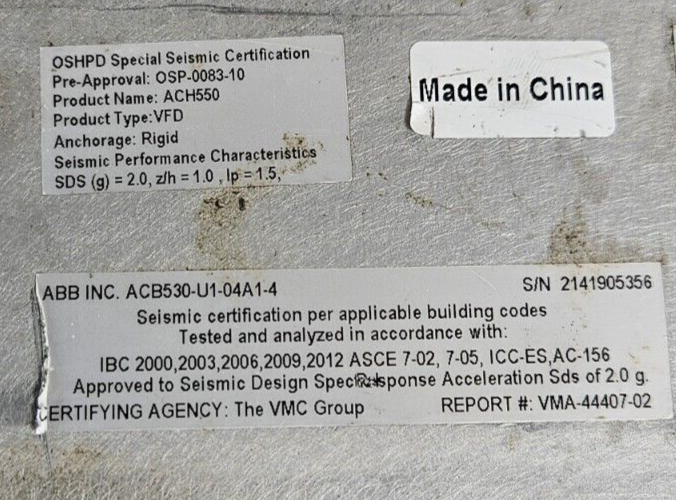 OSHPD Special Seismic Certification
Pre-Approval: OSP-0083-10
Product Name: ACH550
Product Type:VFD
Anchorage: Rigid
Seismic Performance Characteristics
SDS (g) = 2.0, z/h = 1.0 , Ip = 1.5,
Made in China
ABB INC. ACB530-U1-04A1-4 S/N 2141905356
Seismic certification per applicable building codes
Tested and analyzed in accordance with:
IBC 2000,2003,2006,2009,2012 ASCE 7-02, 7-05, ICC-ES,AC-156
Approved to Seismic Design Acceleration Sds of 2.0 g.
CERTIFYING AGENCY: The VMC Group REPORT #: VMA-44407-02